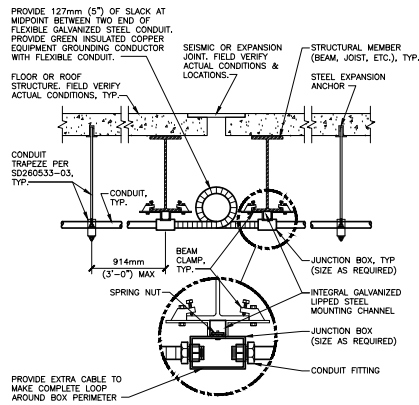 PROVIDE 127mm (5") OF SLACK AT
MIDPOINT BETWEEN TWO END OF
FLEXIBLE GALVANIZED STEEL CONDUIT.
PROVIDE GREEN INSULATED COPPER
EQUIPMENT GROUNDING CONDUCTOR
WITH FLEXIBLE CONDUIT.
SEISMIC OR EXPANSION
JOINT. FIELD VERIFY
ACTUAL CONDITIONS &
LOCATIONS.
STRUCTURAL MEMBER
(BEAM, JOIST, ETC.), TYP.
FLOOR OR ROOF
STRUCTURE. FIELD VERIFY
ACTUAL CONDITIONS, TYP.
STEEL EXPANSION
ANCHOR
CONDUIT
TRAPEZE PER
SD260533-03,
TYP.
CONDUIT,
TYP.
914mm
(3'-0") MAX
BEAM
CLAMP,
TYP.
JUNCTION BOX, TYP
(SIZE AS REQUIRED)
SPRING NUT
INTEGRAL GALVANIZED
LIPPED STEEL
MOUNTING CHANNEL
JUNCTION BOX
(SIZE AS REQUIRED)
CONDUIT FITTING
PROVIDE EXTRA CABLE TO
MAKE COMPLETE LOOP
AROUND BOX PERIMETER